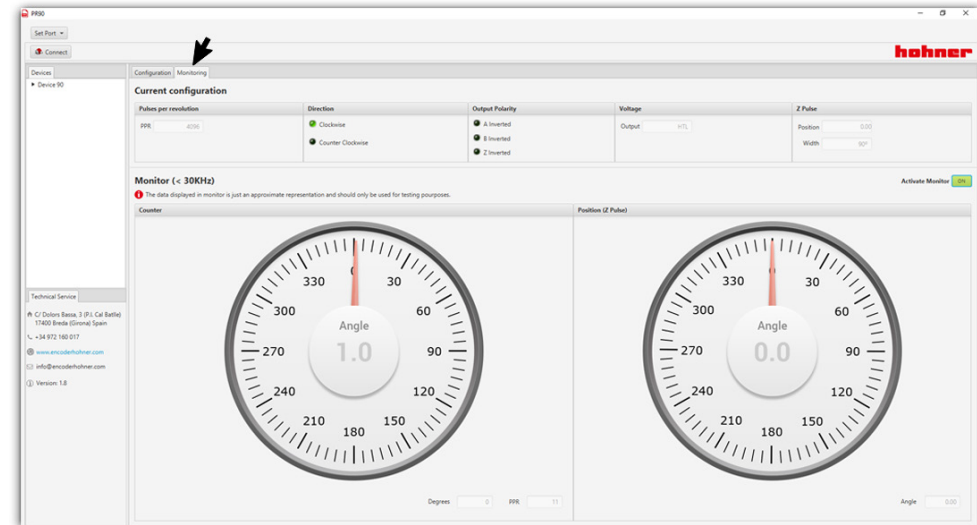 PR90
Set Port
Connect
hohner
Devices
Device 90
Configuration Monitoring
Current configuration
Pulses per revolution Direction Output Polarity Voltage Z Pulse
PPR 4096
Clockwise
Counter Clockwise
A Inverted
B Inverted
Z Inverted
Output HTL
Position 0.00
Width 90º
Monitor (< 30KHz)
Activate Monitor ON
The data displayed in monitor is just an approximate representation and should only be used for testing pourposes.
Counter
0
30
60
90
120
150
180
210
240
270
300
330
Angle
1.0
Degrees 0 PPR 11
Position (Z Pulse)
0
30
60
90
120
150
180
210
240
270
300
330
Angle
0.0
Angle 0.00
Technical Service
C/ Dolors Bassa, 3 (P.I. Cal Batlle)
17400 Breda (Girona) Spain
+34 972 160 017
www.encoderhohner.com
info@encoderhohner.com
Version: 1.8